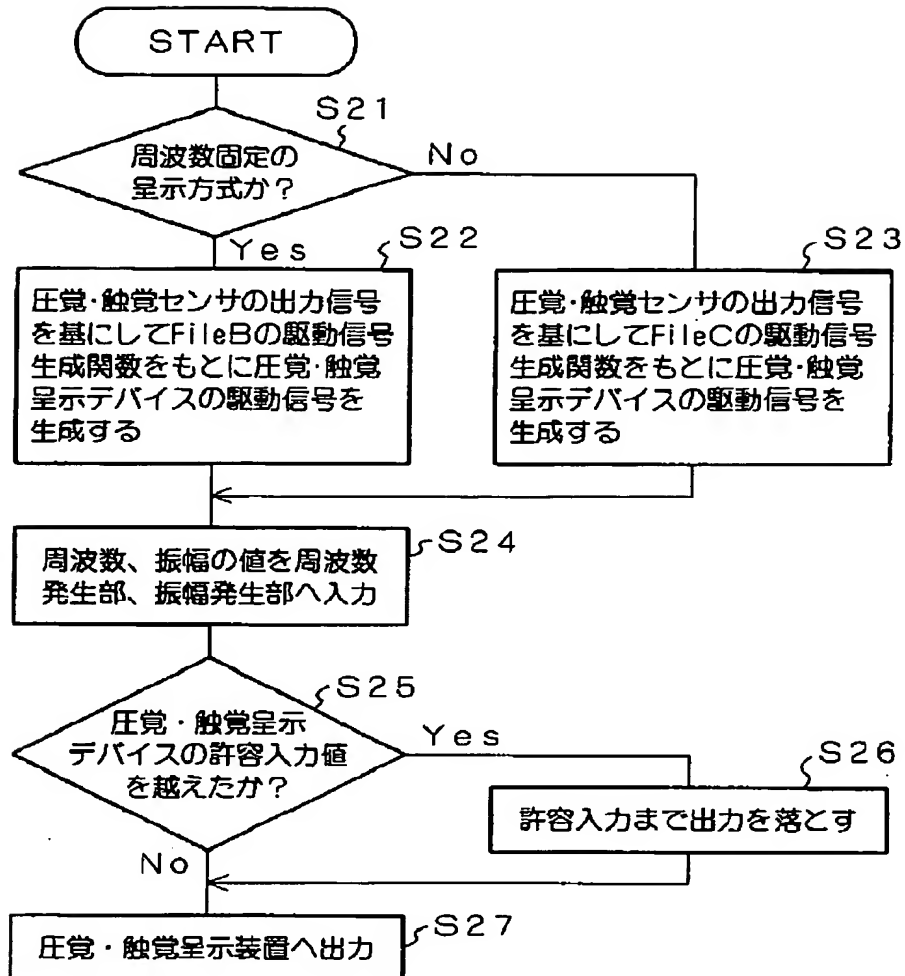 START
S21
周波数固定の
呈示方式か?
No
Yes
S22
圧覚・触覚センサの出力信号
を基にしてFileBの駆動信号
生成関数をもとに圧覚・触覚
呈示デバイスの駆動信号を
生成する
S23
圧覚・触覚センサの出力信号
を基にしてFileCの駆動信号
生成関数をもとに圧覚・触覚
呈示デバイスの駆動信号を
生成する
S24
周波数、振幅の値を周波数
発生部、振幅発生部へ入力
S25
圧覚・触覚呈示
デバイスの許容入力値
を越えたか?
Yes
No
S26
許容入力まで出力を落とす
S27
圧覚・触覚呈示装置へ出力